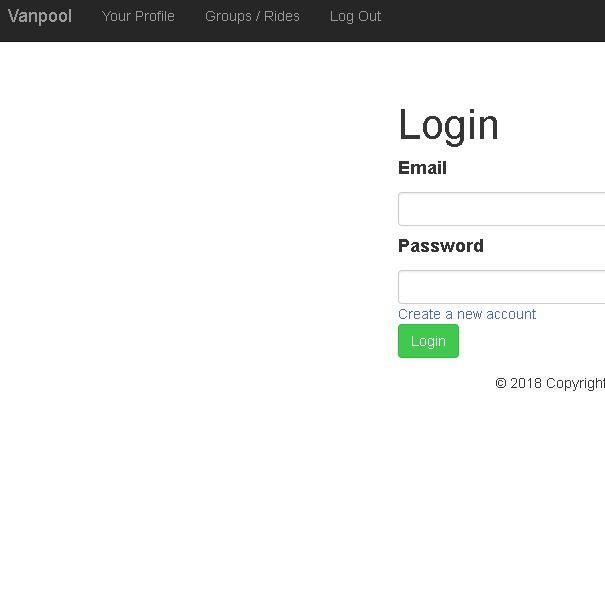 Vanpool Your Profile Groups / Rides Log Out
Login
Email
Password
Create a new account
Login
© 2018 Copyright